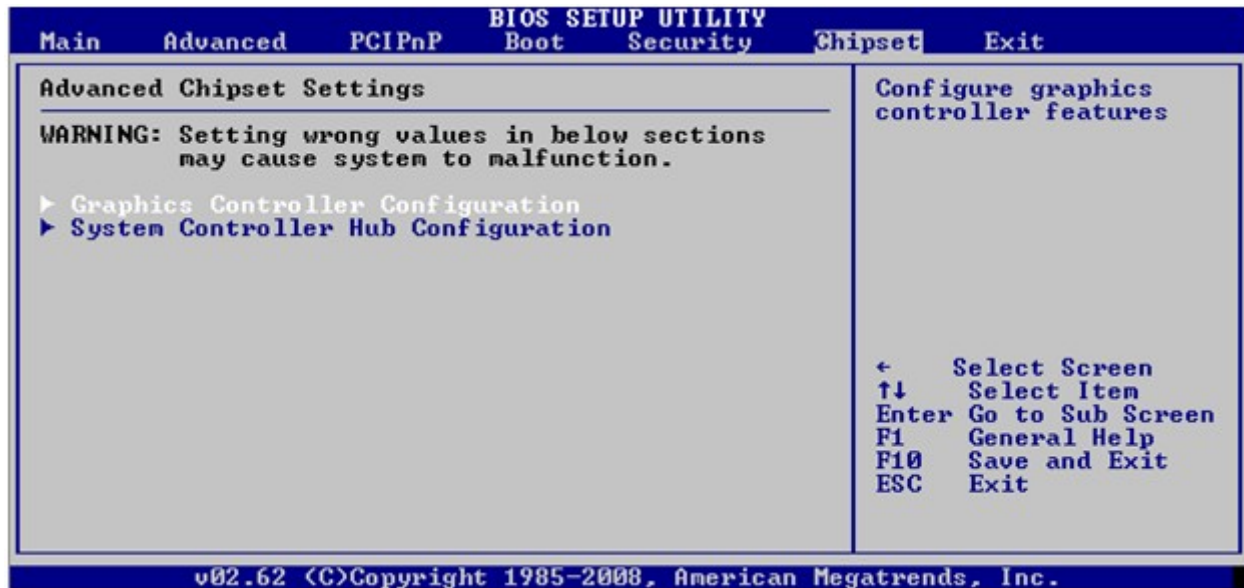 BIOS SETUP UTILITY
Main Advanced PCIPnP Boot Security Chipset Exit
Advanced Chipset Settings
WARNING: Setting wrong values in below sections
may cause system to malfunction.
► Graphics Controller Configuration
► System Controller Hub Configuration
Configure graphics
controller features
← Select Screen
↑↓ Select Item
Enter Go to Sub Screen
F1 General Help
F10 Save and Exit
ESC Exit
v02.62 (C)Copyright 1985-2008, American Megatrends, Inc.